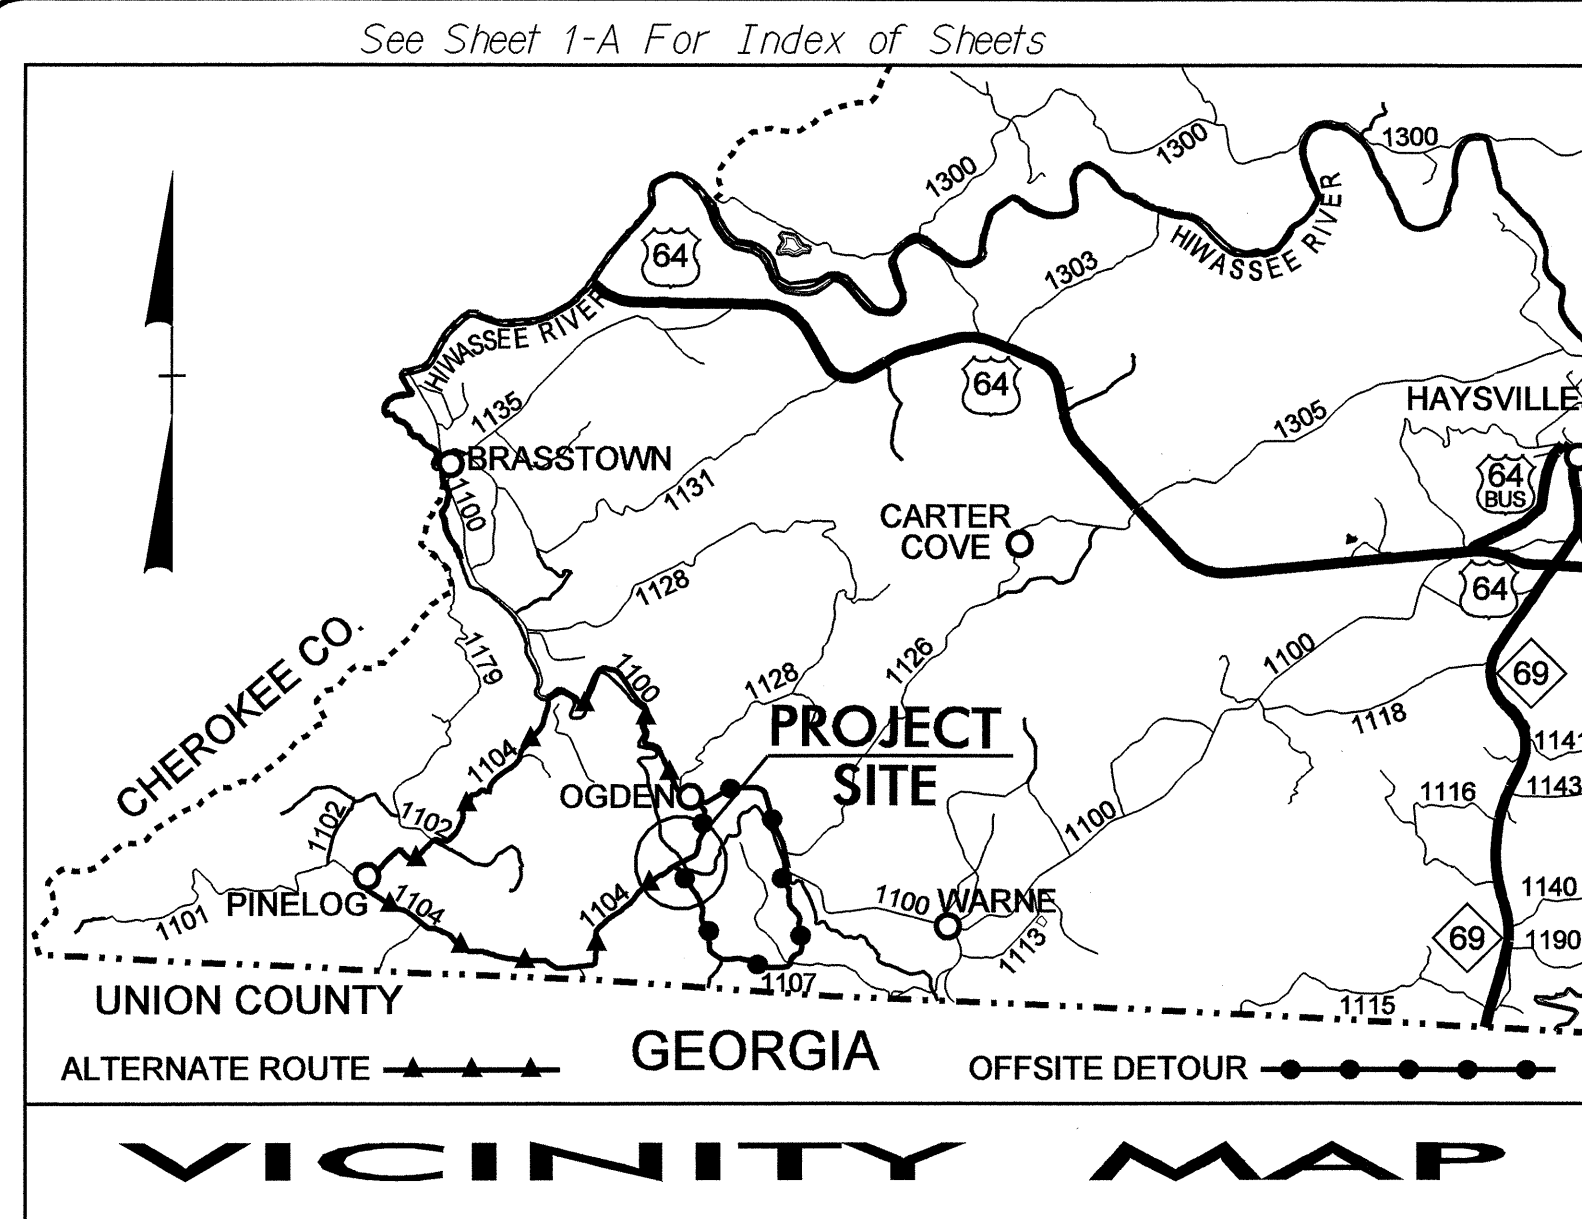 See Sheet 1-A For Index of Sheets
1300
1300
1300
HIWASSEE RIVER
64
1303
HIWASSEE RIVER
64
HAYSVILLE
1135
1305
BRASSTOWN
64
BUS
1131
1100
CARTER
COVE
1128
64
CHEROKEE CO.
1179
1100
1126
1100
1128
69
1118
PROJECT
SITE
1141
1104
OGDEN
1116
1143
1102
1102
1100
PINELOG
1104
1101
1104
1100
WARNE
1140
1113
69
1190
1107
1115
UNION COUNTY
GEORGIA
ALTERNATE ROUTE
OFFSITE DETOUR
VICINITY MAP